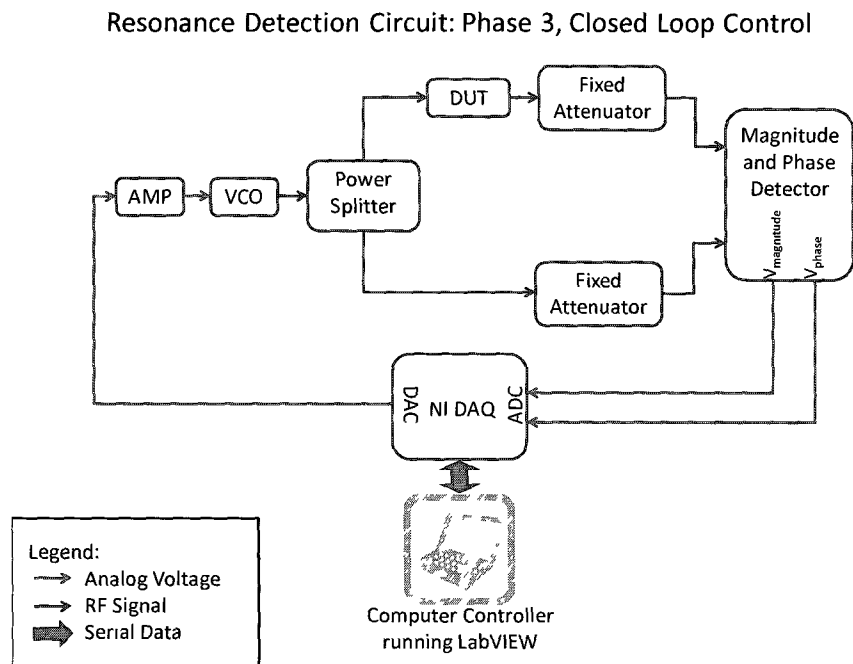 Resonance Detection Circuit: Phase 3, Closed Loop Control
DUT
Fixed
Attenuator
Magnitude
and Phase
Detector
Vmagnitude
Vphase
AMP
VCO
Power
Splitter
Fixed
Attenuator
DAC
NI DAQ
ADC
Legend:
Analog Voltage
RF Signal
Serial Data
Computer Controller
running LabVIEW